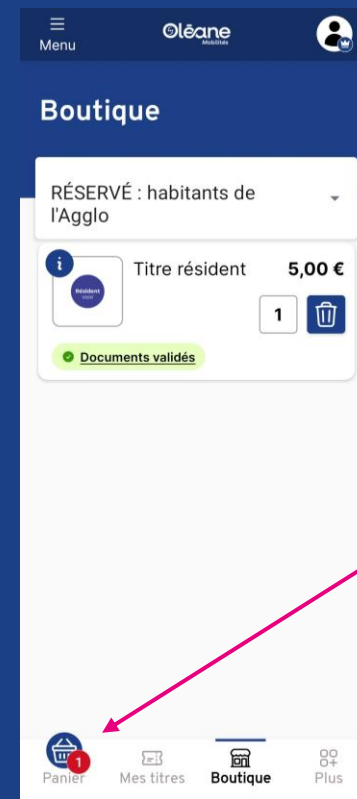 Menu
Oléane
Mobilités
Boutique
RÉSERVÉ : habitants de
l'Agglo
i
Titre résident
5,00 €
Résident
1
Documents validés
1
Panier
Mes titres
Boutique
Plus